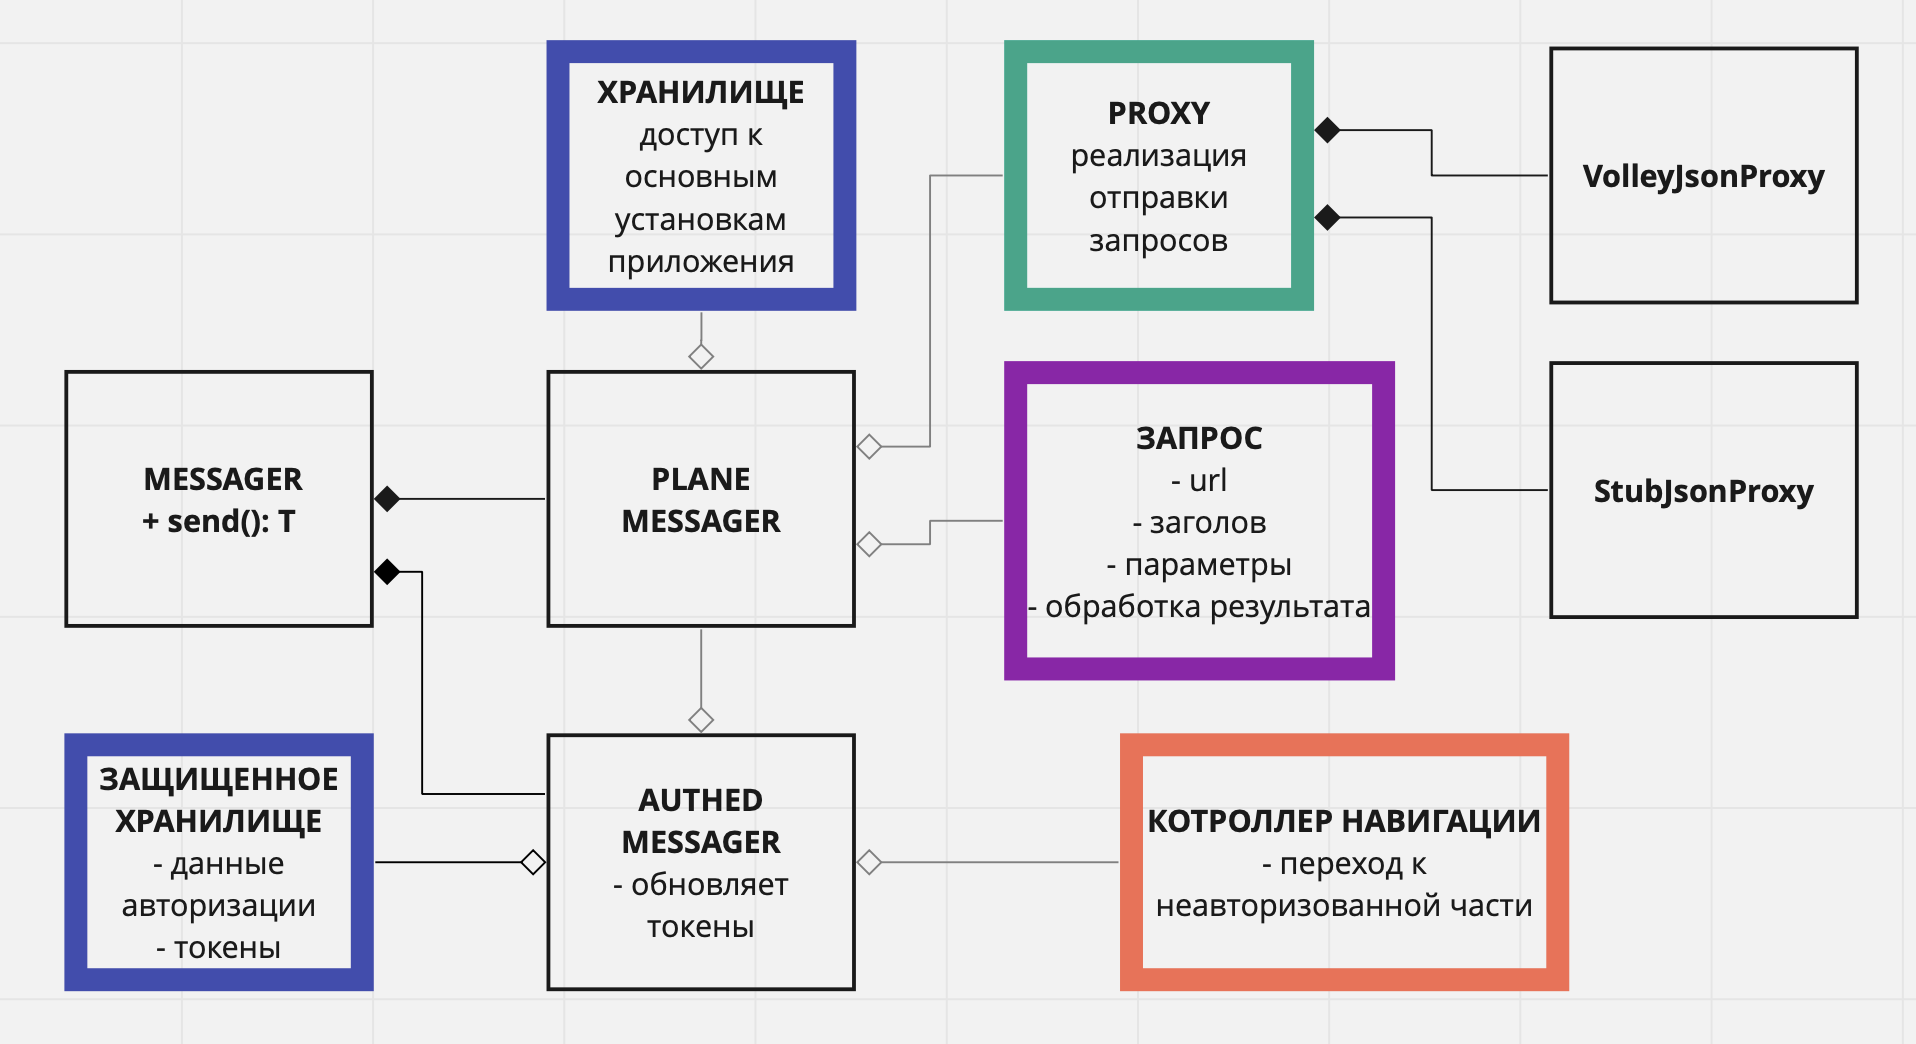 ХРАНИЛИЩЕ
доступ к
основным
установкам
приложения
PROXY
реализация
отправки
запросов
VolleyJsonProxy
MESSAGER
+ send(): T
PLANE
MESSAGER
ЗАПРОС
- url
- заголов
- параметры
- обработка результата
StubJsonProxy
ЗАЩИЩЕННОЕ
ХРАНИЛИЩЕ
- данные
авторизации
- токены
AUTHED
MESSAGER
- обновляет
токены
КОТРОЛЛЕР НАВИГАЦИИ
- переход к
неавторизованной части